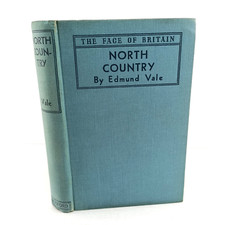 THE FACE OF BRITAIN
NORTH
COUNTRY
By Edmund Vale
NORTH
COUN-
TRY
Vale